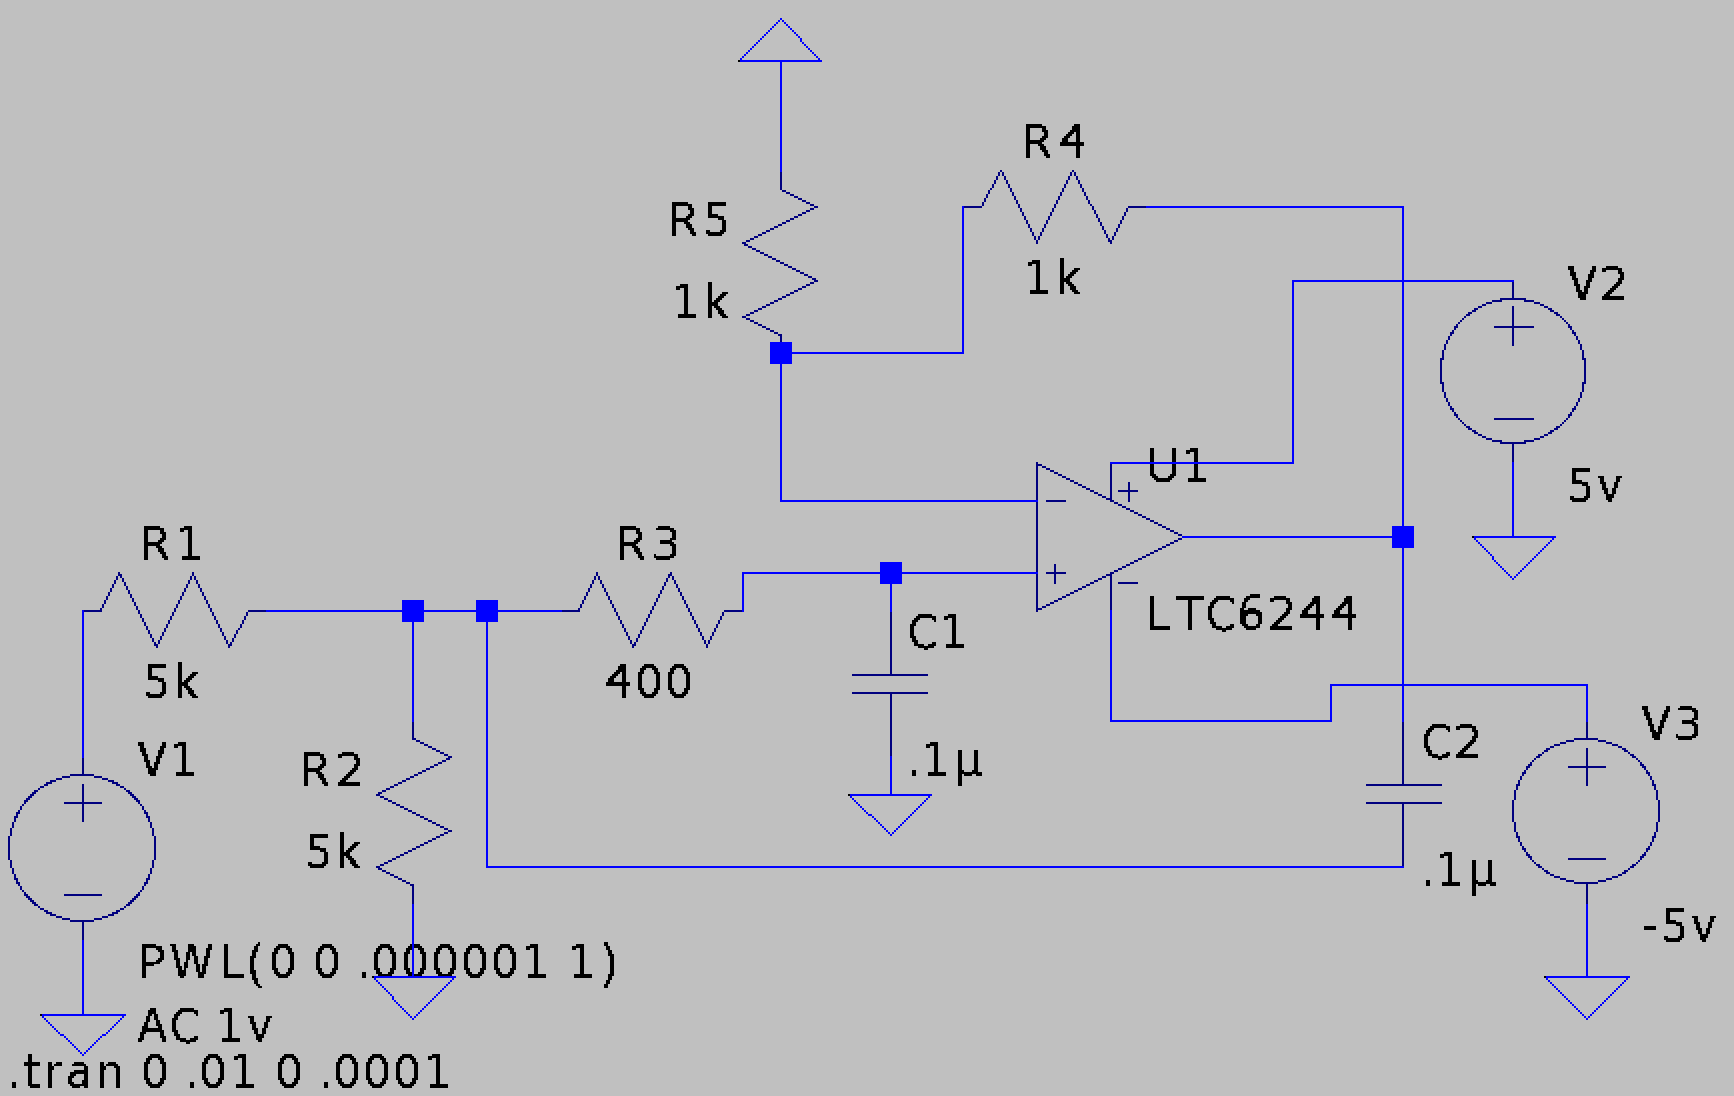 R4
R5
1k
1k
V2
5v
U1
+
−
+
−
LTC6244
R1
5k
R3
400
C1
.1µ
V1
R2
5k
C2
.1µ
V3
-5v
PWL(0 0 .000001 1)
AC 1v
.tran 0 .01 0 .0001